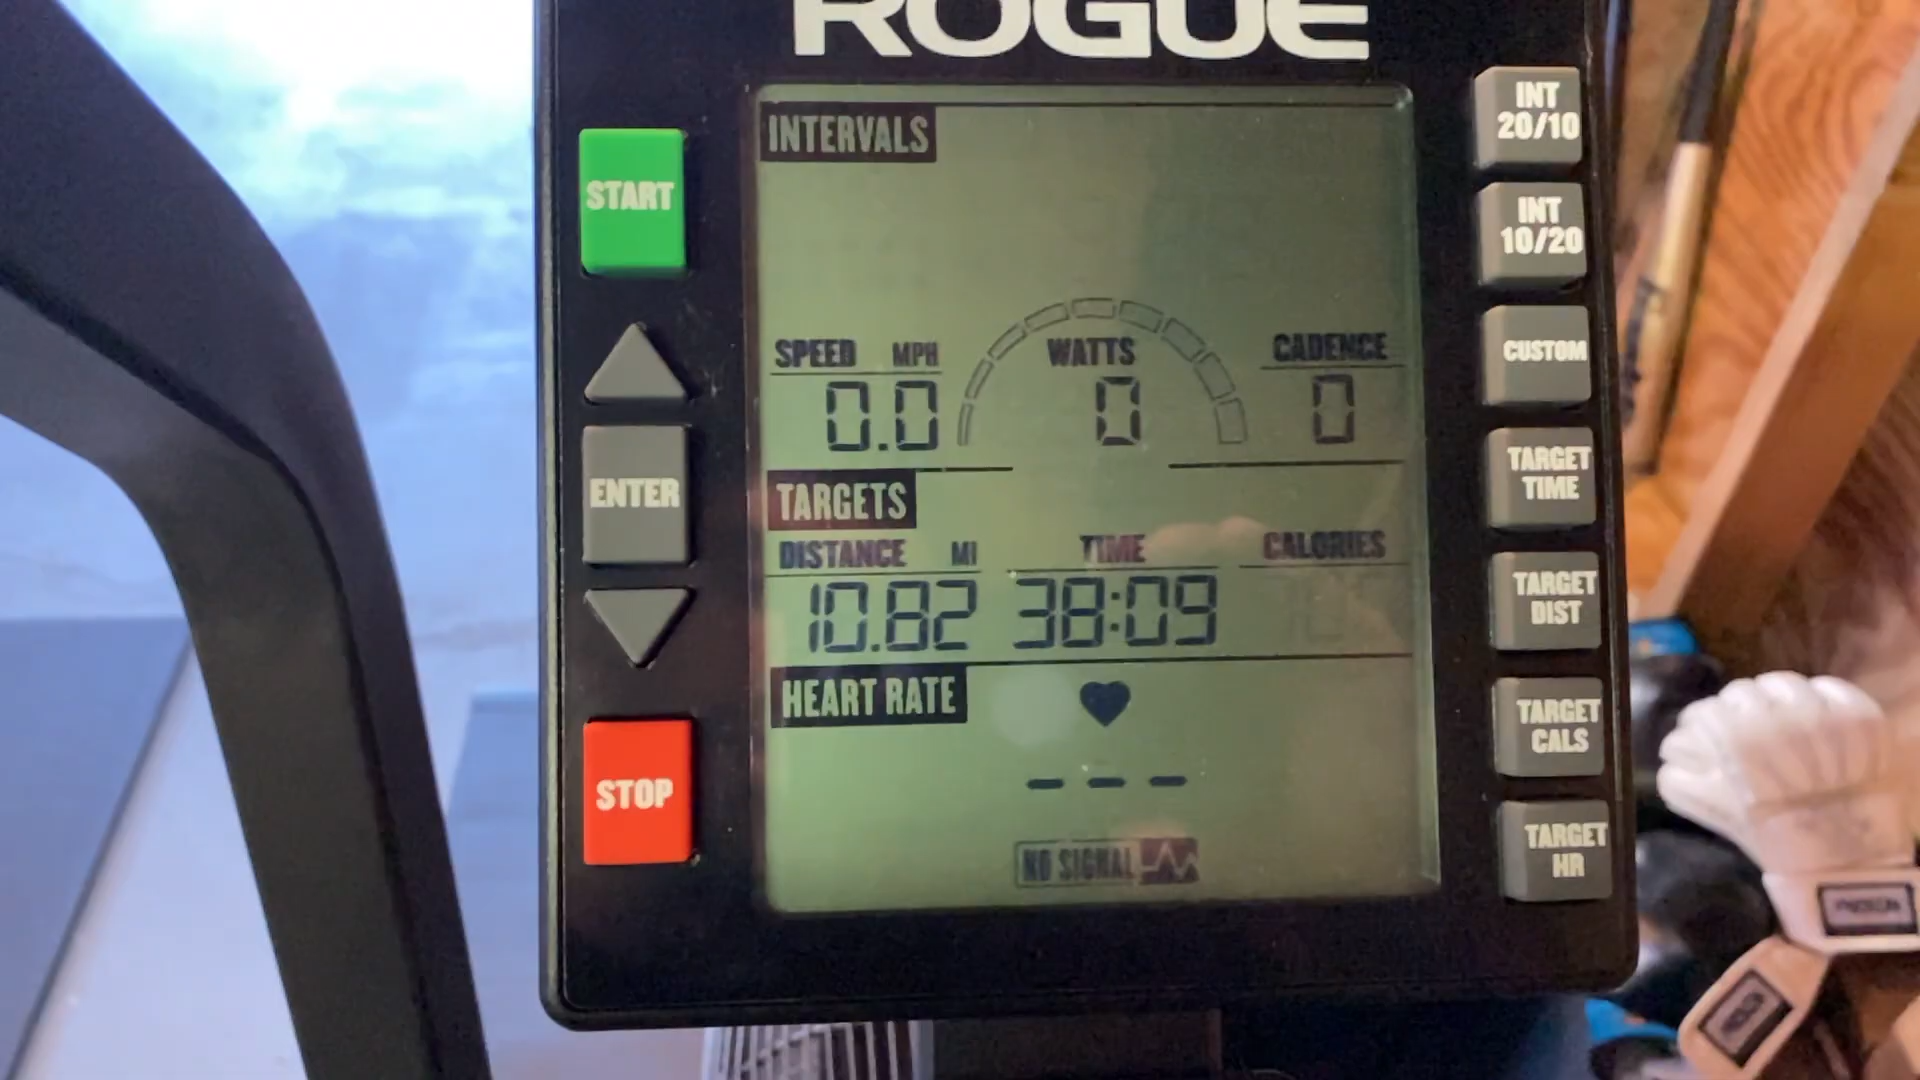 ROGUE
INTERVALS
START
INT
20/10
INT
10/20
SPEED MPH WATTS CADENCE
0.0 0 0
CUSTOM
ENTER
TARGETS
TARGET
TIME
DISTANCE MI TIME CALORIES
10.82 38:09
TARGET
DIST
HEART RATE
TARGET
CALS
STOP
---
NO SIGNAL
TARGET
HR